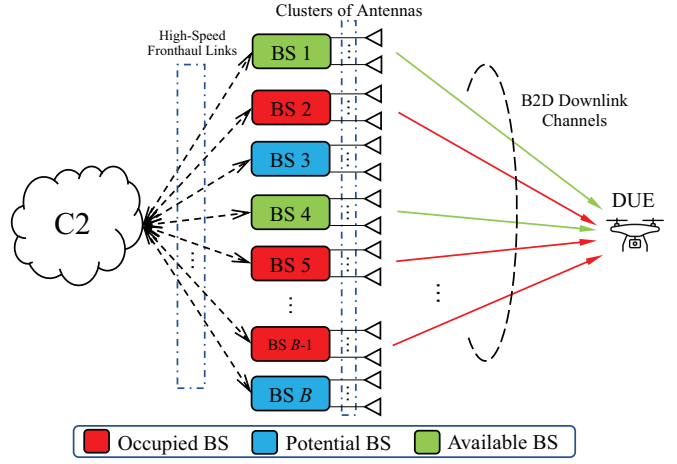 Clusters of Antennas
High-Speed
Fronthaul Links
BS 1
BS 2
B2D Downlink
Channels
BS 3
DUE
C2
BS 4
BS 5
BS B-1
BS B
Occupied BS
Potential BS
Available BS